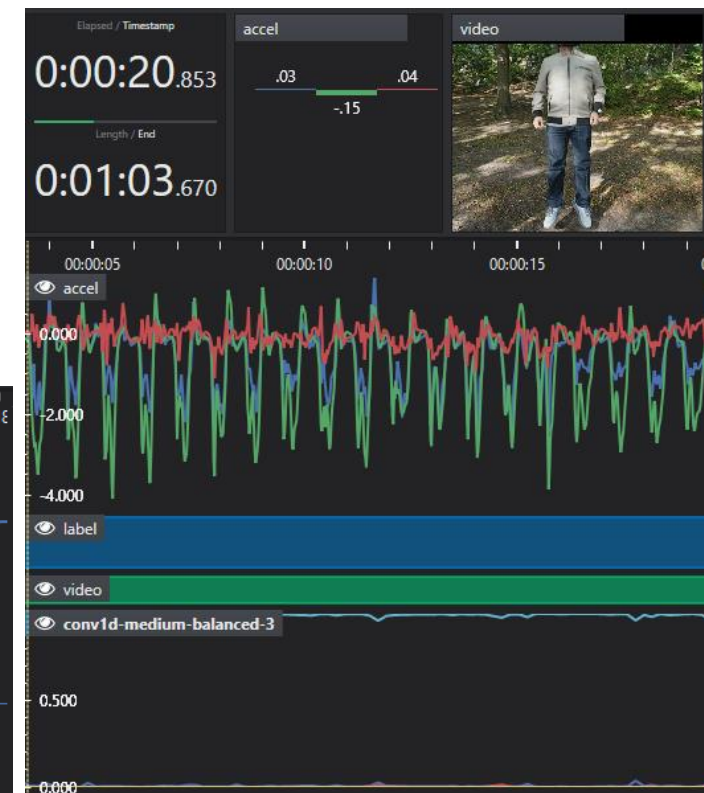 Elapsed / Timestamp
0:00:20.853
Length / End
0:01:03.670
accel
.03
.04
-.15
video
00:00:05
00:00:10
00:00:15
accel
0.000
-2.000
-4.000
label
video
conv1d-medium-balanced-3
0.500
0.000